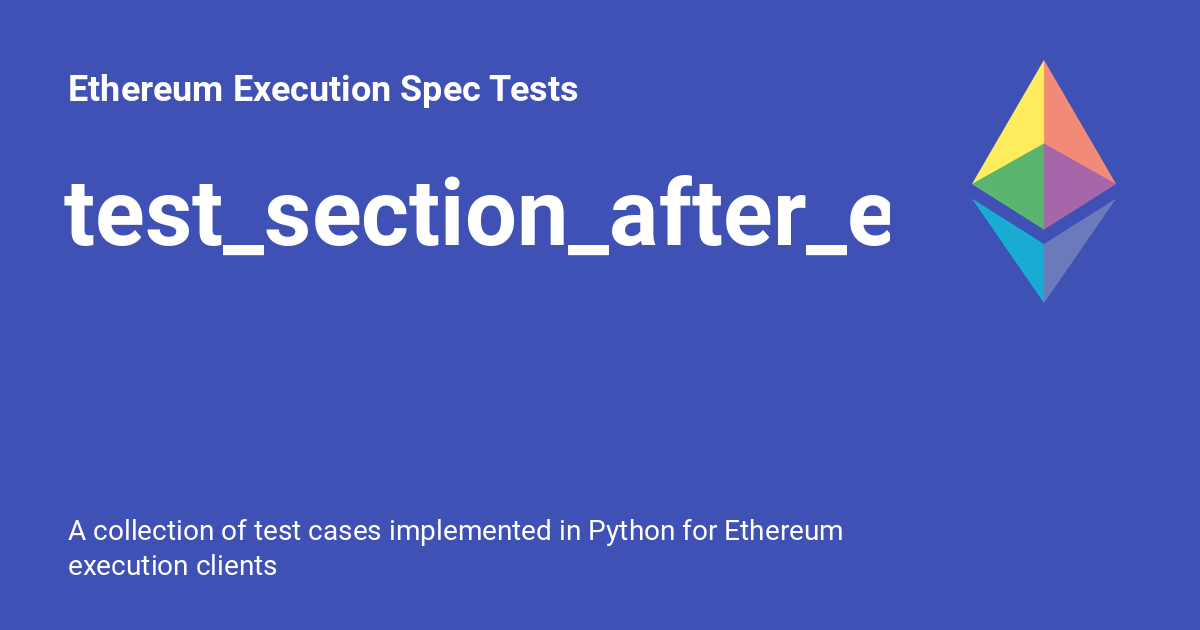 Ethereum Execution Spec Tests
test_section_after_e
A collection of test cases implemented in Python for Ethereum
execution clients